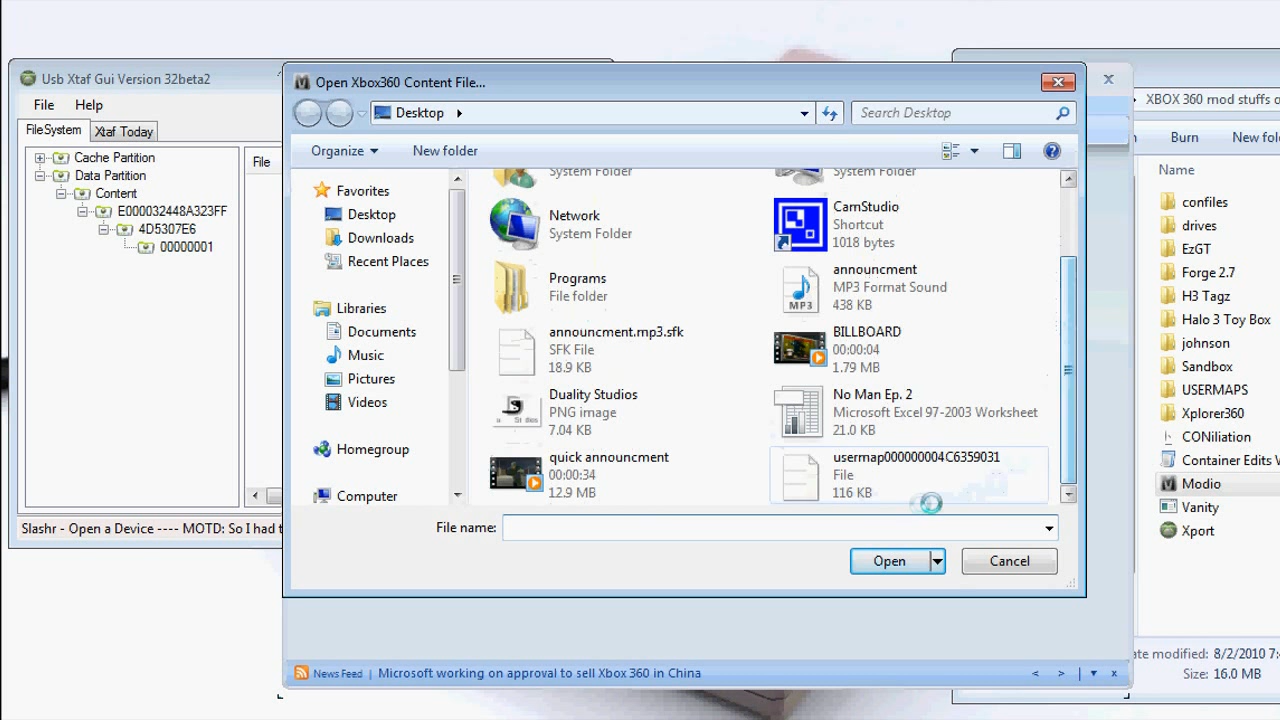 Usb Xtaf Gui Version 32beta2
File Help
FileSystem Xtaf Today
Cache Partition
Data Partition
Content
E000032448A323FF
4D5307E6
00000001
File
Slashr - Open a Device ---- MOTD: So I had t
Open Xbox360 Content File...
Desktop
Search Desktop
Organize New folder
Favorites
Desktop
Downloads
Recent Places
Libraries
Documents
Music
Pictures
Videos
Homegroup
Computer
System Folder
System Folder
Network
System Folder
CamStudio
Shortcut
1018 bytes
Programs
File folder
announcment
MP3 Format Sound
438 KB
MP3
announcment.mp3.sfk
SFK File
18.9 KB
BILLBOARD
00:00:04
1.79 MB
Duality Studios
PNG image
7.04 KB
No Man Ep. 2
Microsoft Excel 97-2003 Worksheet
21.0 KB
quick announcment
00:00:34
12.9 MB
usermap000000004C6359031
File
116 KB
File name:
Open Cancel
News Feed | Microsoft working on approval to sell Xbox 360 in China
XBOX 360 mod stuffs o
Burn New fol
Name
confiles
drives
EzGT
Forge 2.7
H3 Tagz
Halo 3 Toy Box
johnson
Sandbox
USERMAPS
Xplorer360
CONiliation
Container Edits V
Modio
Vanity
Xport
ate modified: 8/2/2010 7:4
Size: 16.0 MB